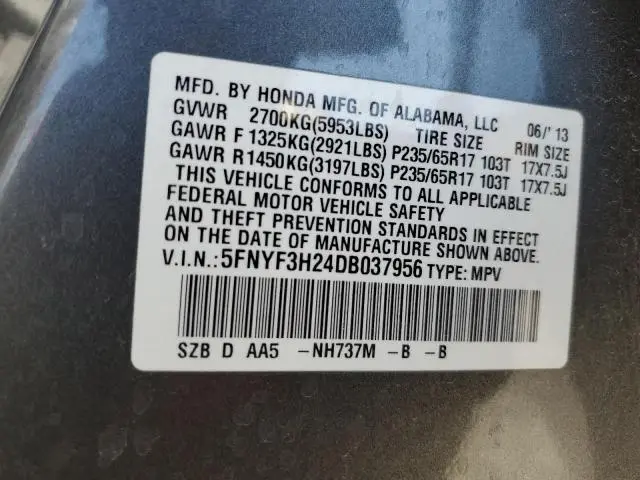 MFD. BY HONDA MFG. OF ALABAMA, LLC 06/'13
GVWR 2700KG(5953LBS) TIRE SIZE RIM SIZE
GAWR F 1325KG(2921LBS) P235/65R17 103T 17X7.5J
GAWR R1450KG(3197LBS) P235/65R17 103T 17X7.5J
THIS VEHICLE CONFORMS TO ALL APPLICABLE
FEDERAL MOTOR VEHICLE SAFETY
AND THEFT PREVENTION STANDARDS IN EFFECT
ON THE DATE OF MANUFACTURE SHOWN ABOVE.
V.I.N.:5FNYF3H24DB037956 TYPE: MPV
SZB D AA5 -NH737M -B -B